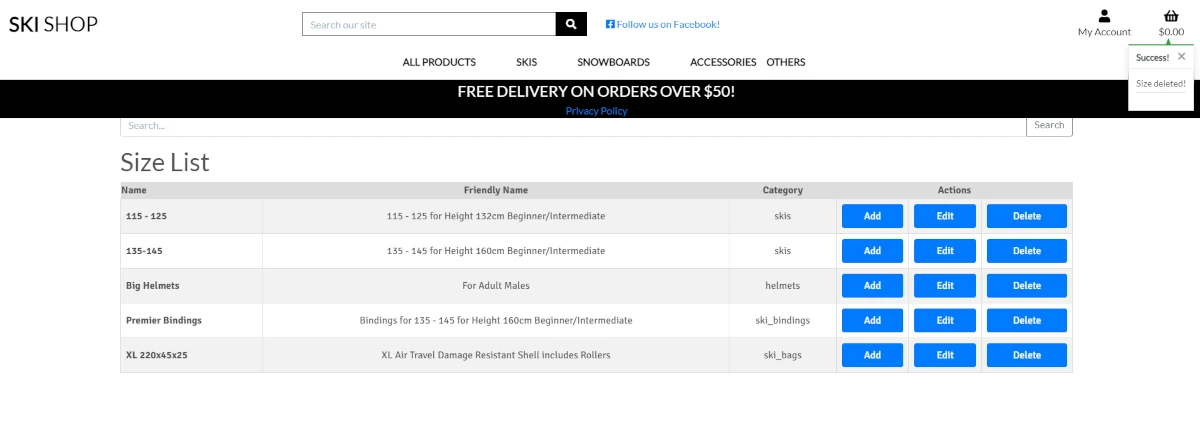 SKI SHOP
Search our site
Follow us on Facebook!
My Account
$0.00
ALL PRODUCTS SKIS SNOWBOARDS ACCESSORIES OTHERS
Success! ×
Size deleted!
FREE DELIVERY ON ORDERS OVER $50!
Privacy Policy
Search... Search
Size List
Name Friendly Name Category Actions
115 - 125 115 - 125 for Height 132cm Beginner/Intermediate skis Add Edit Delete
135-145 135 - 145 for Height 160cm Beginner/Intermediate skis Add Edit Delete
Big Helmets For Adult Males helmets Add Edit Delete
Premier Bindings Bindings for 135 - 145 for Height 160cm Beginner/Intermediate ski_bindings Add Edit Delete
XL 220x45x25 XL Air Travel Damage Resistant Shell includes Rollers ski_bags Add Edit Delete